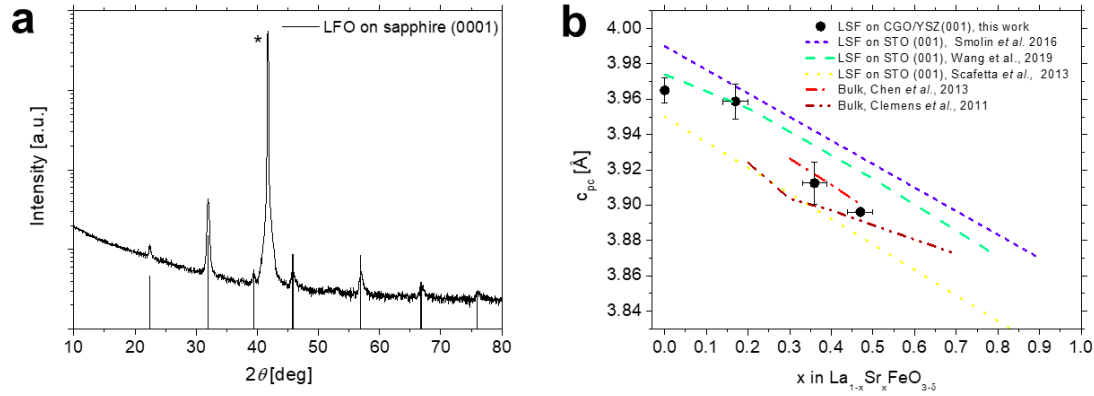 a
LFO on sapphire (0001)
*
Intensity [a.u.]
10 20 30 40 50 60 70 80
2θ [deg]
b
LSF on CGO/YSZ(001), this work
LSF on STO (001), Smolin et al. 2016
LSF on STO (001), Wang et al., 2019
LSF on STO (001), Scafetta et al., 2013
Bulk, Chen et al., 2013
Bulk, Clemens et al., 2011
c_pc [Å]
4.00
3.98
3.96
3.94
3.92
3.90
3.88
3.86
3.84
0.0 0.1 0.2 0.3 0.4 0.5 0.6 0.7 0.8 0.9 1.0
x in La₁₋ₓSrₓFeO₃₋δ